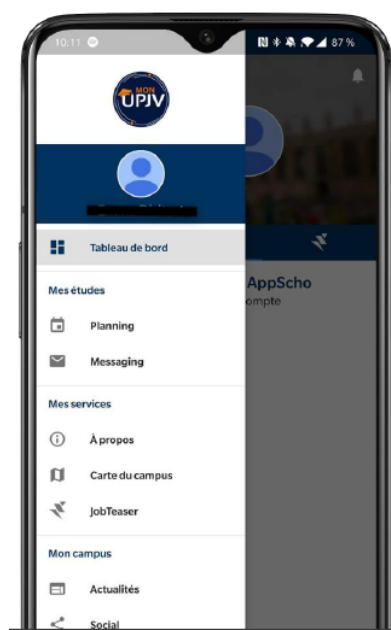 10:11
87 %
MON
UPJV
Tableau de bord
AppScho
ompte
Mes études
Planning
Messaging
Mes services
À propos
Carte du campus
JobTeaser
Mon campus
Actualités
Social